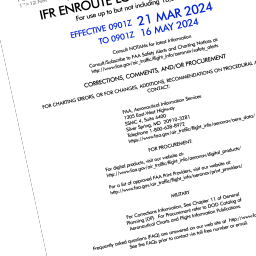 IFR ENROUTE
For use up to but not including
EFFECTIVE 0901Z 21 MAR 2024
TO 0901Z 16 MAY 2024
Consult NOTAMs for latest information
Consult/Subscribe to FAA Safety Alerts and Charting Notices at:
http://www.faa.gov/air_traffic/flight_info/aeronav/safety_alerts
CORRECTIONS, COMMENTS, AND/OR PROCUREMENT
FOR CHARTING ERRORS, OR FOR CHANGES, ADDITIONS, RECOMMENDATIONS ON PROCEDURAL
CONTACT:
FAA, Aeronautical Information Services
1305 East-West Highway
SSMC 4, Suite 4400
Silver Spring, MD 20910-3281
Telephone 1-800-638-8972
https://www.faa.gov/air_traffic/flight_info/aeronav/aero_data/
FOR PROCUREMENT:
For digital products, visit our website at:
http://www.faa.gov/air_traffic/flight_info/aeronav/digital_products/
For a list of approved FAA Print Providers, visit our website at:
http://www.faa.gov/air_traffic/flight_info/aeronav/print_providers/
MILITARY
For Corrections Information. See Chapter 11 of General
Planning (GP) For Procurement refer to DOD Catalog of
Aeronautical Charts and Flight Information Publications.
Frequently asked questions (FAQ) are answered on our web site at http://www.
See the FAQs prior to contact via toll free number or email.